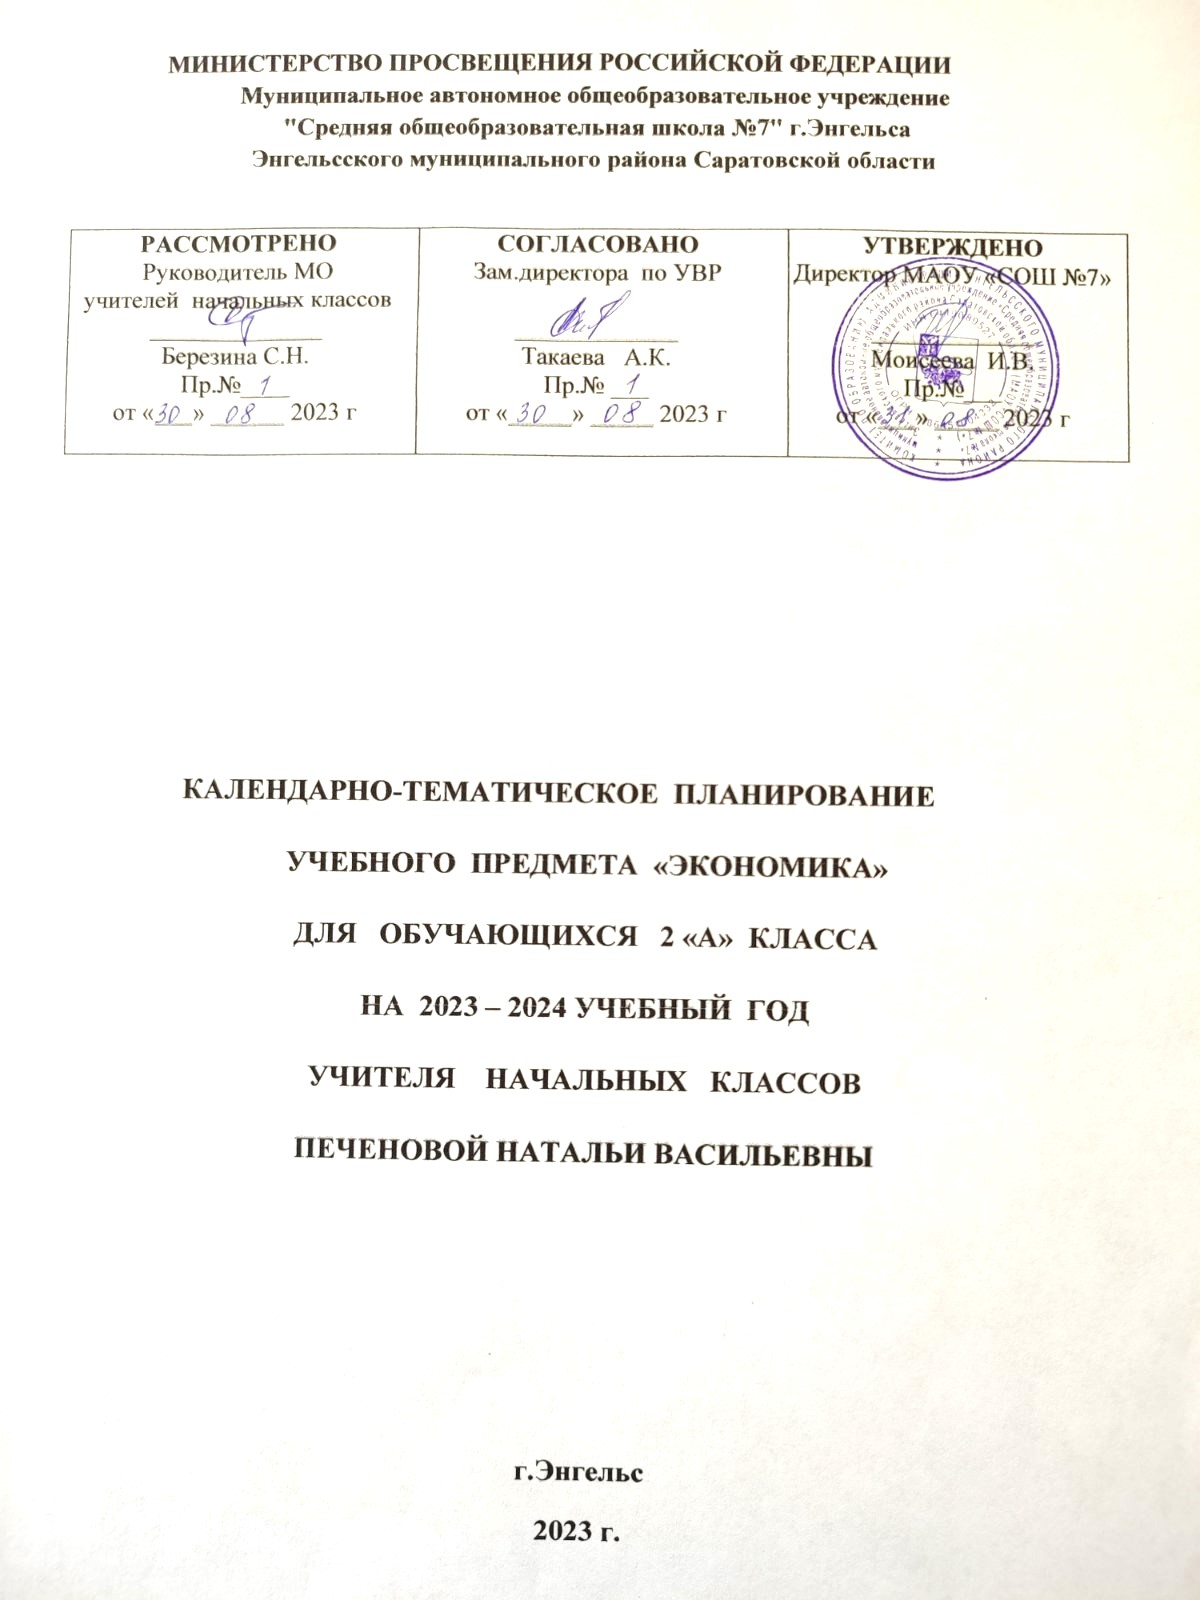 МИНИСТЕРСТВО ПРОСВЕЩЕНИЯ РОССИЙСКОЙ ФЕДЕРАЦИИ
Муниципальное автономное общеобразовательное учреждение
"Средняя общеобразовательная школа №7" г.Энгельса
Энгельсского муниципального района Саратовской области
РАССМОТРЕНО
Руководитель МО
учителей начальных классов
Березина С.Н.
Пр.№ 1
от «30» 08 2023 г
СОГЛАСОВАНО
Зам.директора по УВР
Такаева А.К.
Пр.№ 1
от «30» 08 2023 г
УТВЕРЖДЕНО
Директор МАОУ «СОШ №7»
Моисеева И.В.
Пр.№
от « » 08 2023 г
КАЛЕНДАРНО-ТЕМАТИЧЕСКОЕ ПЛАНИРОВАНИЕ
УЧЕБНОГО ПРЕДМЕТА «ЭКОНОМИКА»
ДЛЯ ОБУЧАЮЩИХСЯ 2 «А» КЛАССА
НА 2023 – 2024 УЧЕБНЫЙ ГОД
УЧИТЕЛЯ НАЧАЛЬНЫХ КЛАССОВ
ПЕЧЕНОВОЙ НАТАЛЬИ ВАСИЛЬЕВНЫ
г.Энгельс
2023 г.